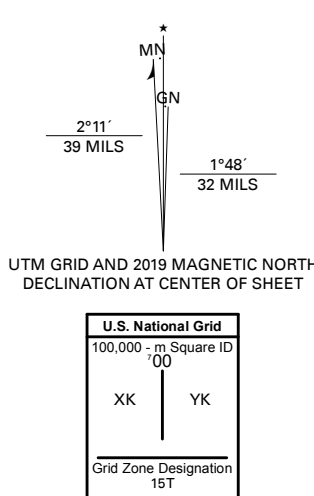 ★
MN
GN
2°11´
39 MILS
1°48´
32 MILS
UTM GRID AND 2019 MAGNETIC NORTH
DECLINATION AT CENTER OF SHEET
U.S. National Grid
100,000 - m Square ID
⁷00
XK YK
Grid Zone Designation
15T